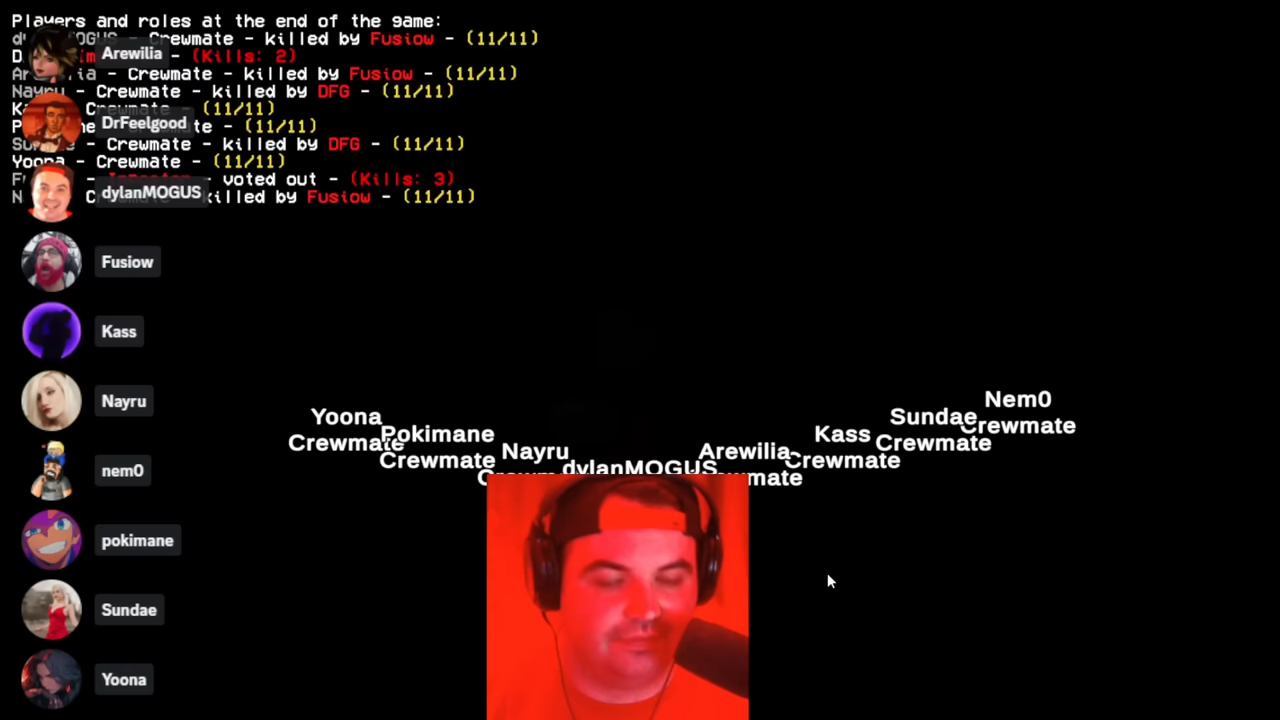 Players and roles at the end of the game:
MOGUS - Crewmate - killed by Fusiow - (11/11)
- (Kills: 2)
- Crewmate - killed by Fusiow - (11/11)
Nayru - Crewmate - killed by DFG - (11/11)
- (11/11)
- (11/11)
- Crewmate - killed by DFG - (11/11)
Yoona - Crewmate - (11/11)
- voted out - (Kills: 3)
killed by Fusiow - (11/11)
Arewilia
DrFeelgood
dylanMOGUS
Fusiow
Kass
Nayru
nem0
pokimane
Sundae
Yoona
Nem0
Crewmate
Sundae
Crewmate
Kass
Crewmate
Yoona
Crewmate
Pokimane
Crewmate
Nayru
Arewilia
dylanMOGUS